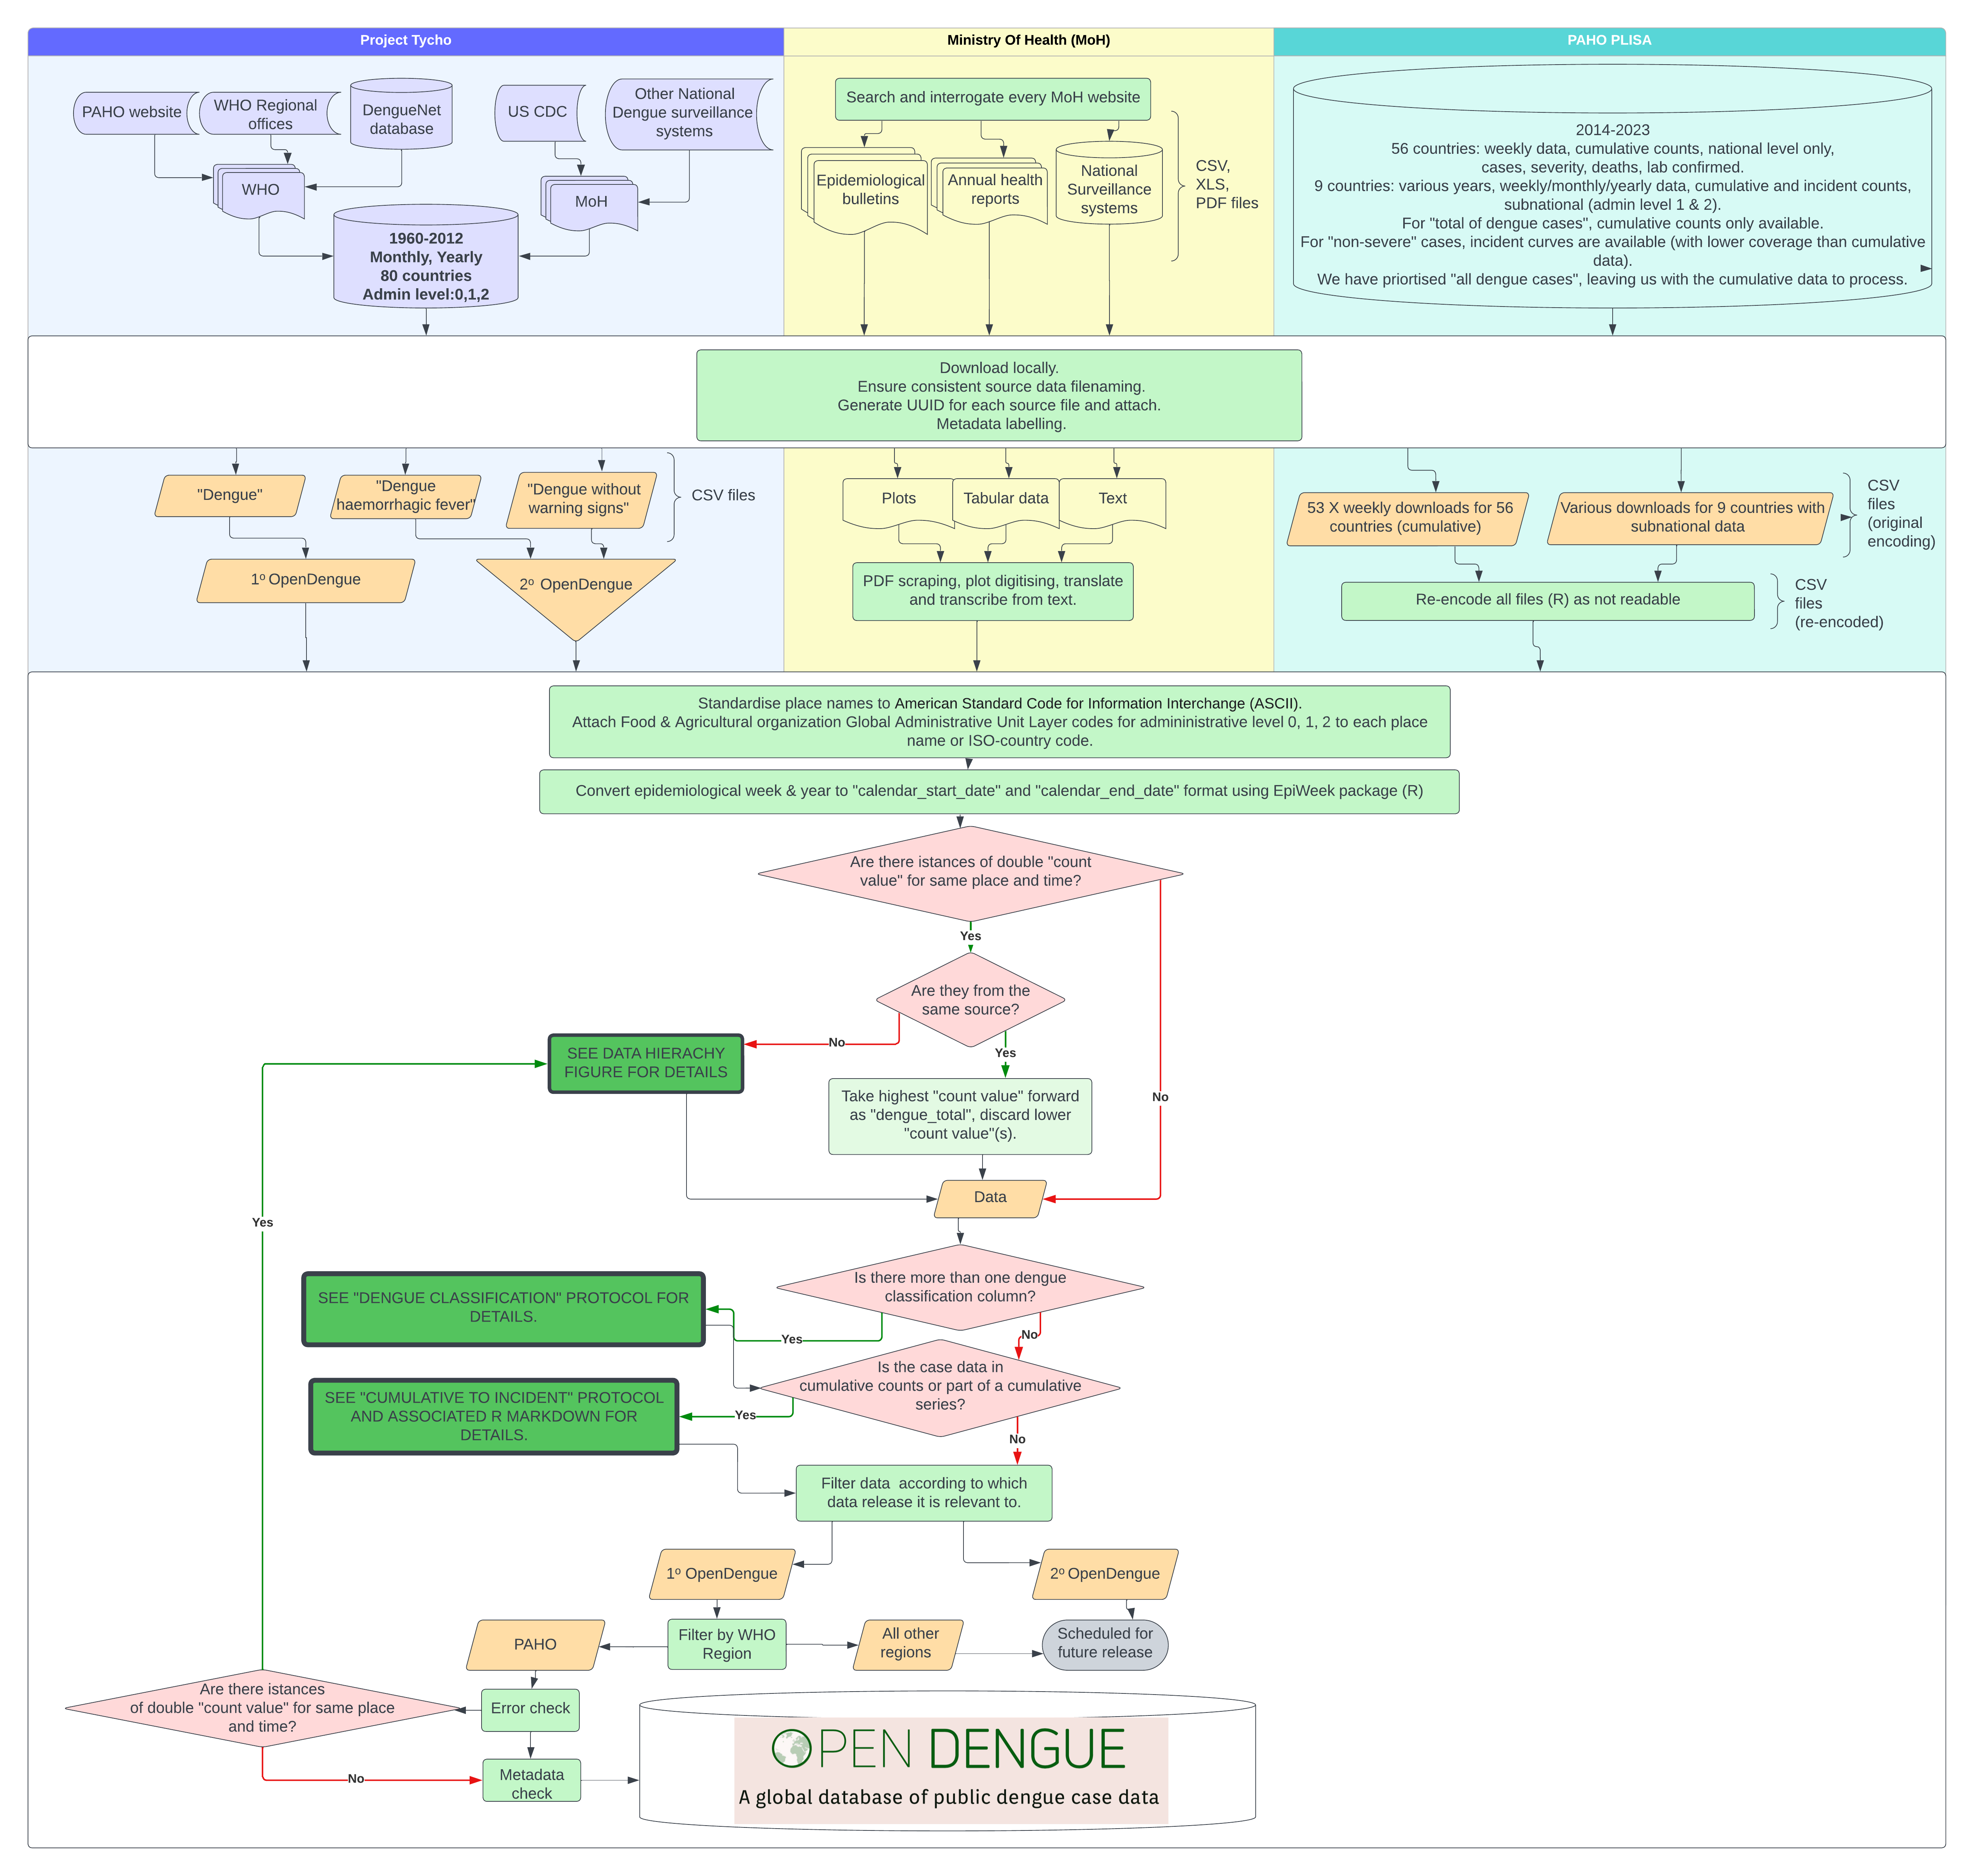 Project Tycho
Ministry Of Health (MoH)
PAHO PLISA
PAHO website
WHO Regional
offices
DengueNet
database
US CDC
Other National
Dengue surveillance
systems
WHO
MoH
1960-2012
Monthly, Yearly
80 countries
Admin level:0,1,2
Search and interrogate every MoH website
Epidemiological
bulletins
Annual health
reports
National
Surveillance
systems
CSV,
XLS,
PDF files
2014-2023
56 countries: weekly data, cumulative counts, national level only,
cases, severity, deaths, lab confirmed.
9 countries: various years, weekly/monthly/yearly data, cumulative and incident counts,
subnational (admin level 1 & 2).
For "total of dengue cases", cumulative counts only available.
For "non-severe" cases, incident curves are available (with lower coverage than cumulative
data).
We have priortised "all dengue cases", leaving us with the cumulative data to process.
Download locally.
Ensure consistent source data filenaming.
Generate UUID for each source file and attach.
Metadata labelling.
"Dengue"
"Dengue
haemorrhagic fever"
"Dengue without
warning signs"
CSV files
1º OpenDengue
2º OpenDengue
Plots
Tabular data
Text
PDF scraping, plot digitising, translate
and transcribe from text.
53 X weekly downloads for 56
countries (cumulative)
Various downloads for 9 countries with
subnational data
CSV
files
(original
encoding)
Re-encode all files (R) as not readable
CSV
files
(re-encoded)
Standardise place names to American Standard Code for Information Interchange (ASCII).
Attach Food & Agricultural organization Global Administrative Unit Layer codes for admininistrative level 0, 1, 2 to each place
name or ISO-country code.
Convert epidemiological week & year to "calendar_start_date" and "calendar_end_date" format using EpiWeek package (R)
Are there istances of double "count
value" for same place and time?
Yes
Are they from the
same source?
No
Yes
SEE DATA HIERACHY
FIGURE FOR DETAILS
Take highest "count value" forward
as "dengue_total", discard lower
"count value"(s).
No
Data
Yes
Is there more than one dengue
classification column?
SEE "DENGUE CLASSIFICATION" PROTOCOL FOR
DETAILS.
Yes
No
Is the case data in
cumulative counts or part of a cumulative
series?
SEE "CUMULATIVE TO INCIDENT" PROTOCOL
AND ASSOCIATED R MARKDOWN FOR
DETAILS.
Yes
No
Filter data  according to which
data release it is relevant to.
1º OpenDengue
2º OpenDengue
PAHO
Filter by WHO
Region
All other
regions
Scheduled for
future release
Are there istances
of double "count value" for same place
and time?
Error check
No
Metadata
check
OPEN DENGUE
A global database of public dengue case data